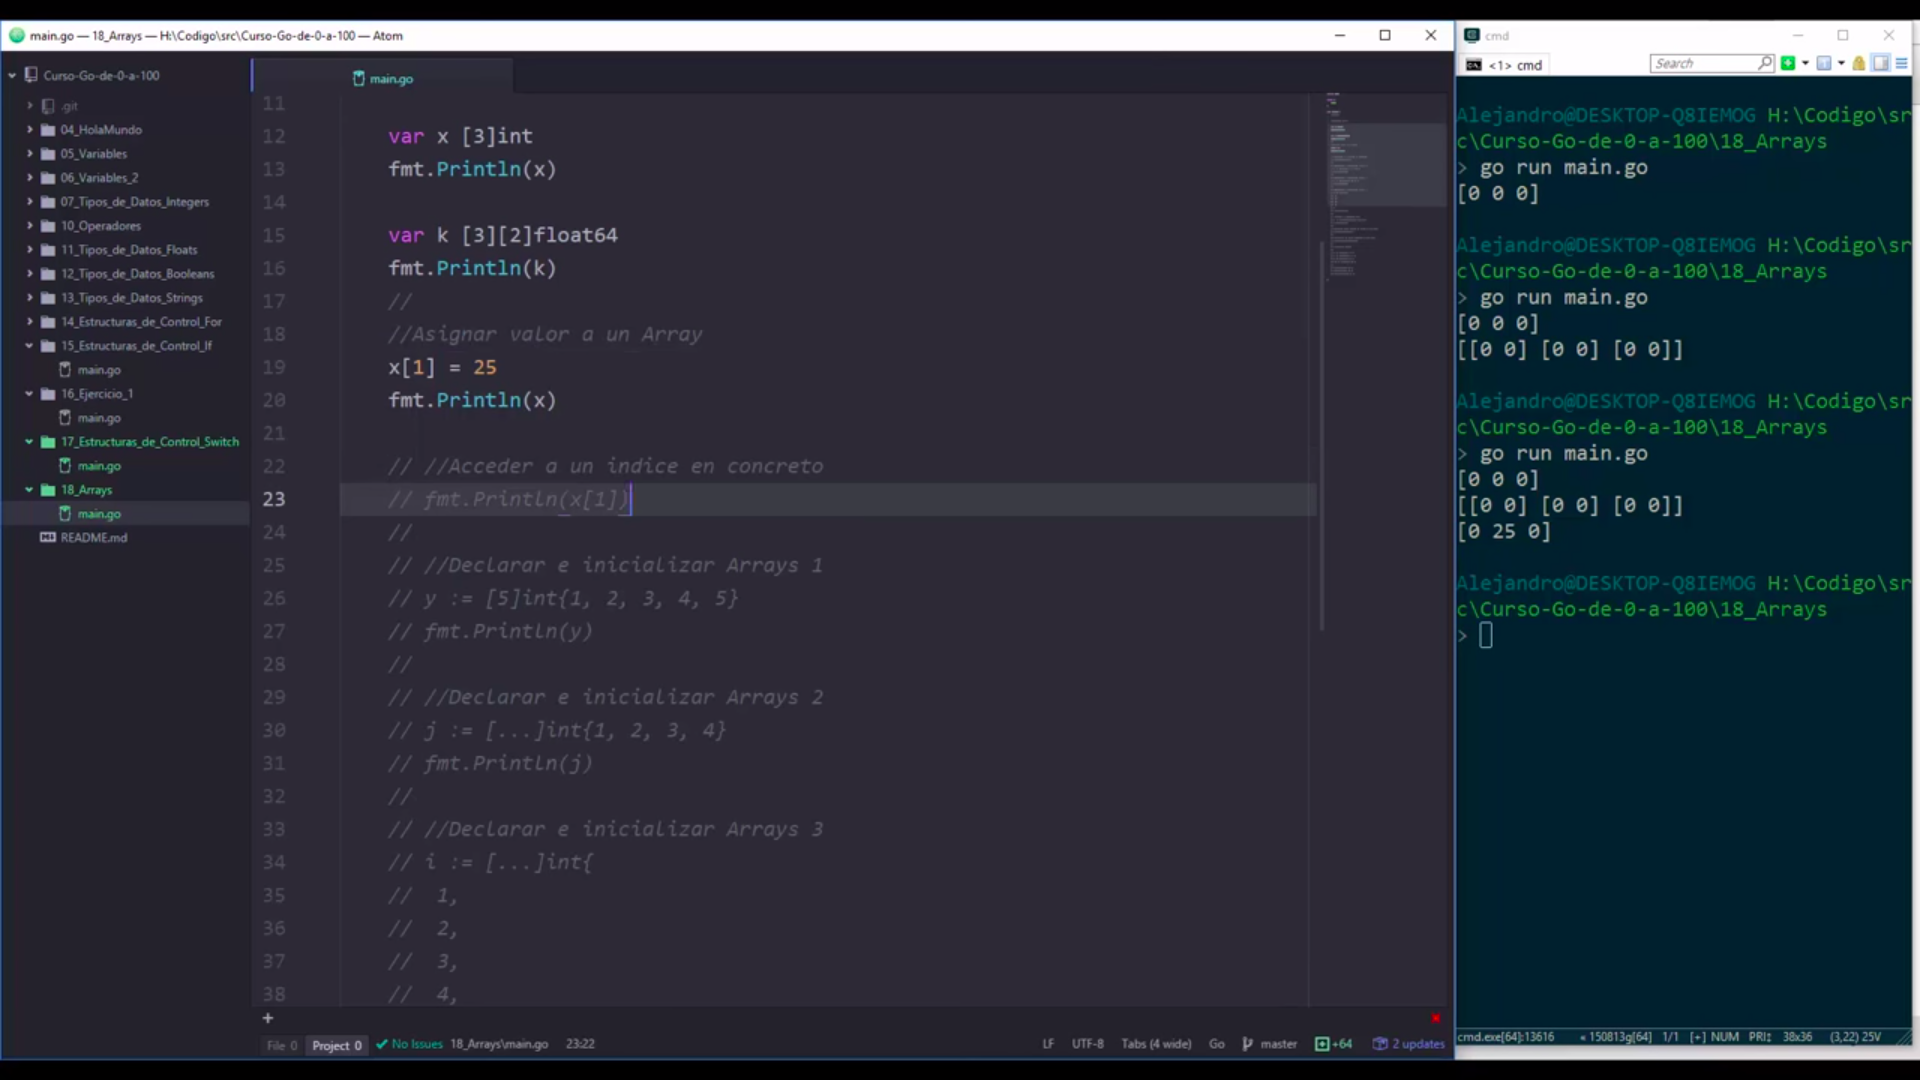 main.go — 18_Arrays — H:\Codigo\src\Curso-Go-de-0-a-100 — Atom
Curso-Go-de-0-a-100
.git
04_HolaMundo
05_Variables
06_Variables_2
07_Tipos_de_Datos_Integers
10_Operadores
11_Tipos_de_Datos_Floats
12_Tipos_de_Datos_Booleans
13_Tipos_de_Datos_Strings
14_Estructuras_de_Control_For
15_Estructuras_de_Control_If
main.go
16_Ejercicio_1
main.go
17_Estructuras_de_Control_Switch
main.go
18_Arrays
main.go
README.md
main.go
11
12 var x [3]int
13 fmt.Println(x)
14
15 var k [3][2]float64
16 fmt.Println(k)
17 //
18 //Asignar valor a un Array
19 x[1] = 25
20 fmt.Println(x)
21
22 // //Acceder a un indice en concreto
23 // fmt.Println(x[1])
24 //
25 // //Declarar e inicializar Arrays 1
26 // y := [5]int{1, 2, 3, 4, 5}
27 // fmt.Println(y)
28 //
29 // //Declarar e inicializar Arrays 2
30 // j := [...]int{1, 2, 3, 4}
31 // fmt.Println(j)
32 //
33 // //Declarar e inicializar Arrays 3
34 // i := [...]int{
35 // 1,
36 // 2,
37 // 3,
38 // 4,
+
File 0 Project 0 No Issues 18_Arrays\main.go 23:22 LF UTF-8 Tabs (4 wide) Go master +64 2 updates
cmd
<1> cmd Search
Alejandro@DESKTOP-Q8IEMOG H:\Codigo\sr
c\Curso-Go-de-0-a-100\18_Arrays
> go run main.go
[0 0 0]
Alejandro@DESKTOP-Q8IEMOG H:\Codigo\sr
c\Curso-Go-de-0-a-100\18_Arrays
> go run main.go
[0 0 0]
[[0 0] [0 0] [0 0]]
Alejandro@DESKTOP-Q8IEMOG H:\Codigo\sr
c\Curso-Go-de-0-a-100\18_Arrays
> go run main.go
[0 0 0]
[[0 0] [0 0] [0 0]]
[0 25 0]
Alejandro@DESKTOP-Q8IEMOG H:\Codigo\sr
c\Curso-Go-de-0-a-100\18_Arrays
>
cmd.exe[64]:13616 « 150813g[64] 1/1 [+] NUM PRI↕ 38x36 (3,22) 25V